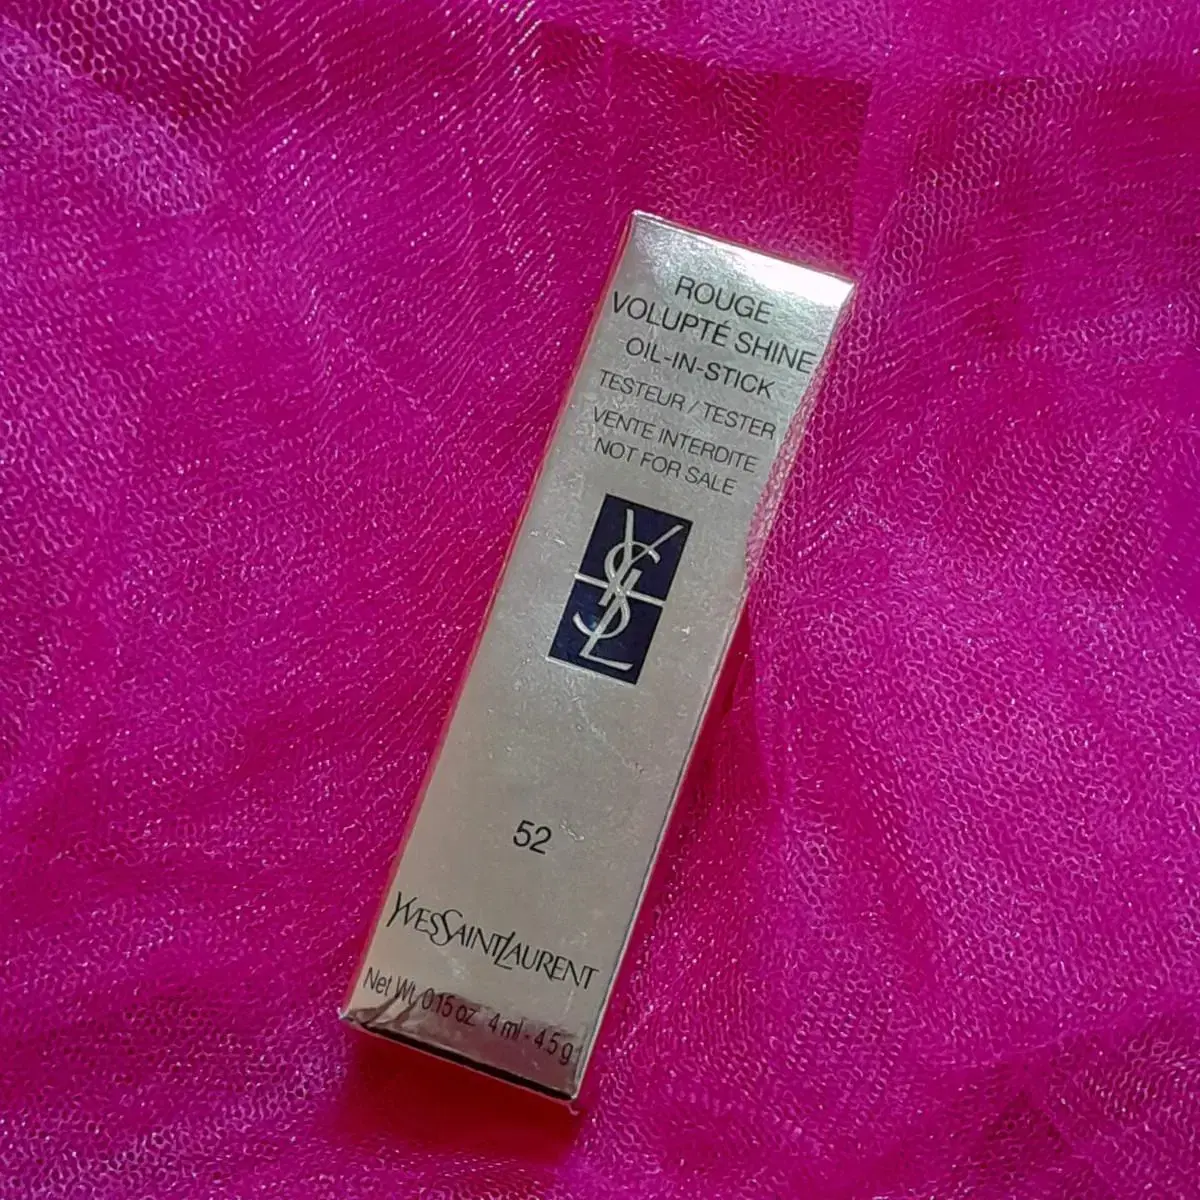 ROUGE
VOLUPTÉ SHINE
OIL-IN-STICK
TESTEUR / TESTER
VENTE INTERDITE
NOT FOR SALE
YSL
52
YVESSAINTLAURENT
Net Wt. 0.15 oz 4 ml - 4.5 g